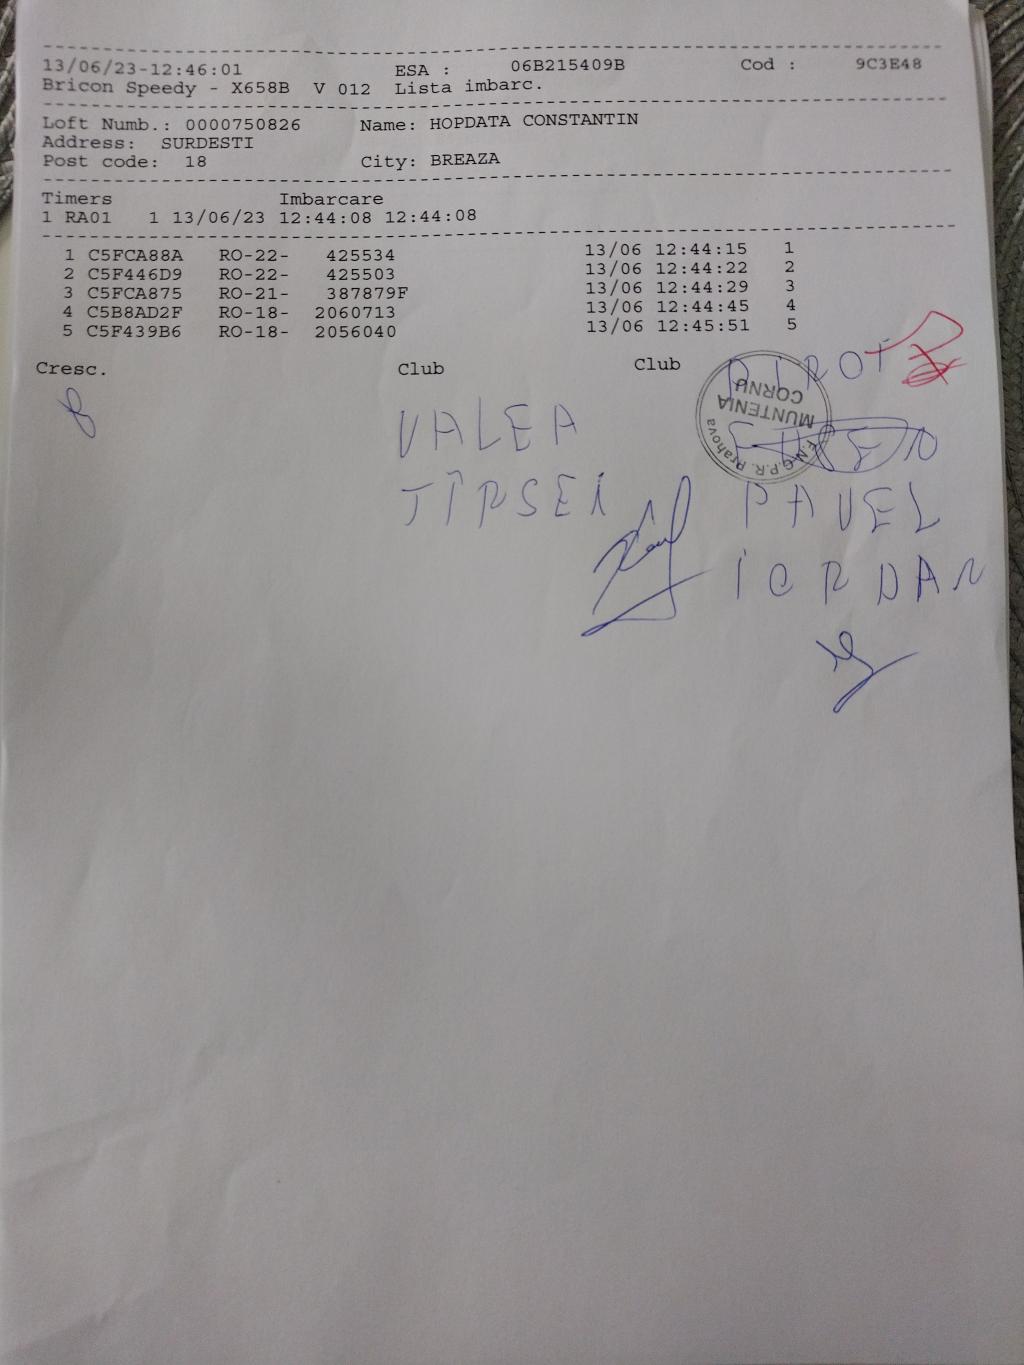 13/06/23-12:46:01 ESA : 06B215409B Cod : 9C3E48
Bricon Speedy - X658B V 012 Lista imbarc.
Loft Numb.: 0000750826 Name: HOPDATA CONSTANTIN
Address: SURDESTI
Post code: 18 City: BREAZA
Timers Imbarcare
1 RA01 1 13/06/23 12:44:08 12:44:08
1 C5FCA88A RO-22- 425534 13/06 12:44:15 1
2 C5F446D9 RO-22- 425503 13/06 12:44:22 2
3 C5FCA875 RO-21- 387879F 13/06 12:44:29 3
4 C5B8AD2F RO-18- 2060713 13/06 12:44:45 4
5 C5F439B6 RO-18- 2056040 13/06 12:45:51 5
Cresc. Club Club
PIROT
VALEA
TÎRSEI
PAVEL
IORDAN
F.N.G.P.R. Prahova
MUNTENIA
CORNU